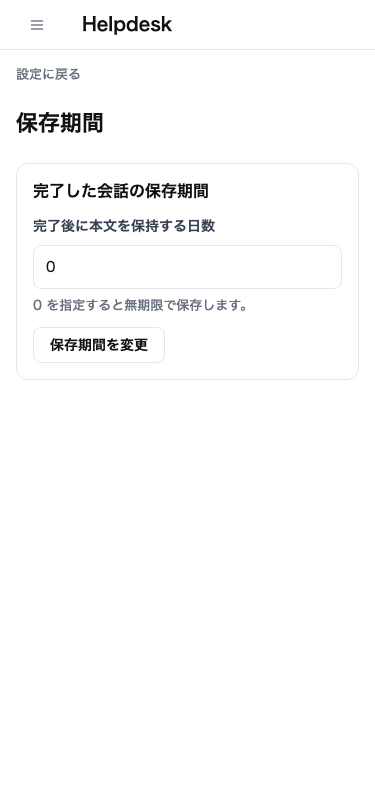 Helpdesk
設定に戻る
保存期間
完了した会話の保存期間
完了後に本文を保持する日数
0
0 を指定すると無期限で保存します。
保存期間を変更